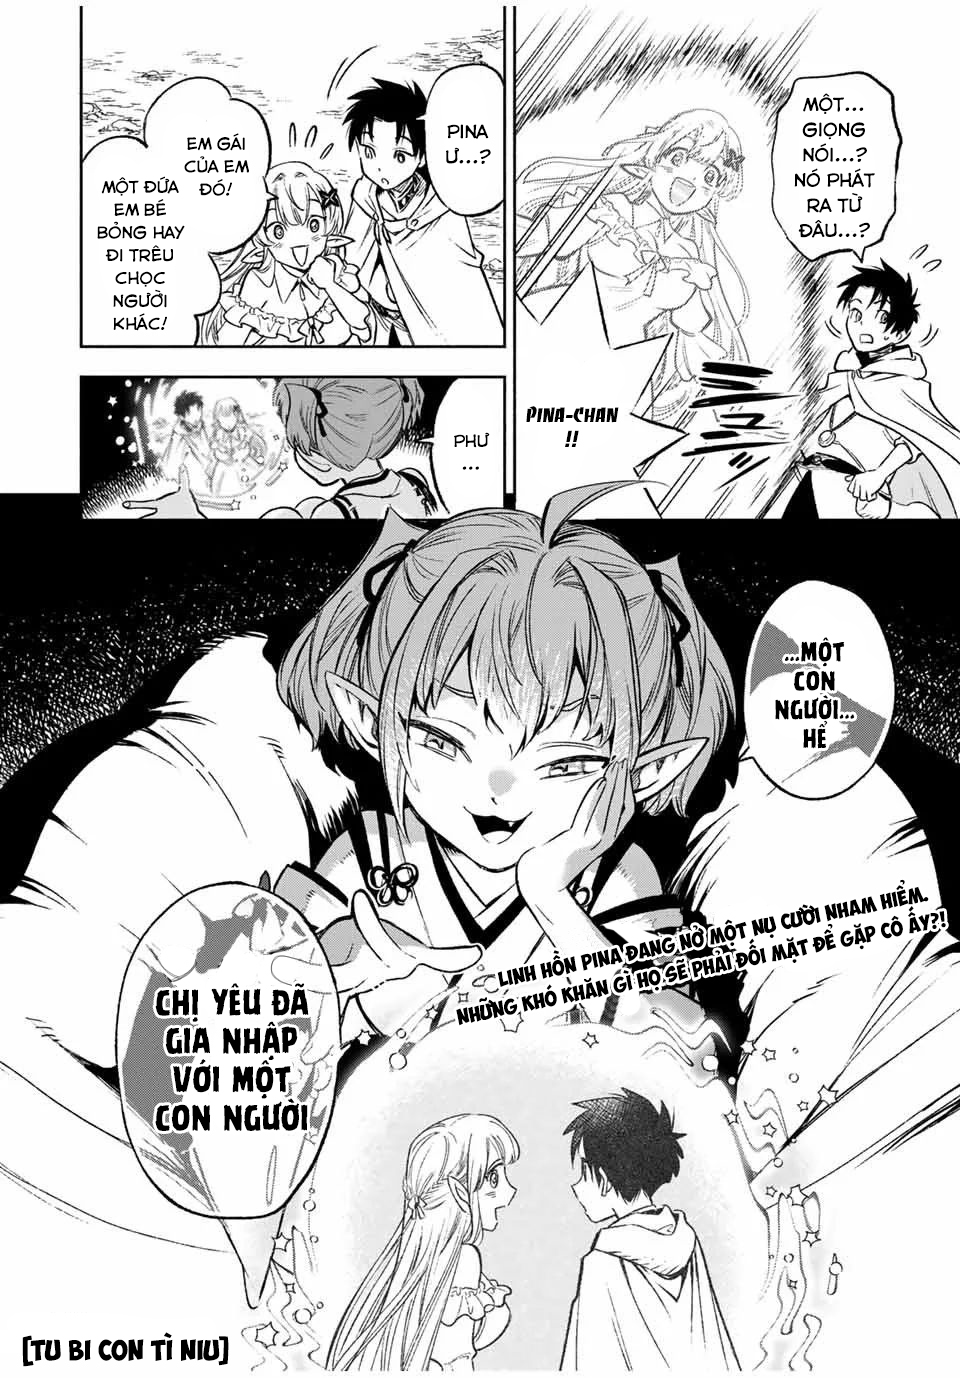 MỘT...
GIỌNG
NÓI...?
NÓ PHÁT
RA TỪ
ĐÂU...?
PINA-CHAN
!!
PINA
Ư...?
EM GÁI
CỦA EM
ĐÓ!
MỘT ĐỨA
EM BÉ
BỎNG HAY
ĐI TRÊU
CHỌC
NGƯỜI
KHÁC!
PHƯ
...
...MỘT
CON
NGƯỜI...
HỂ
LINH HỒN PINA ĐANG NỞ MỘT NỤ CƯỜI NHAM HIỂM.
NHỮNG KHÓ KHĂN GÌ HỌ SẼ PHẢI ĐỐI MẶT ĐỂ GẶP CÔ ẤY?!
CHỊ YÊU ĐÃ
GIA NHẬP
VỚI MỘT
CON NGƯỜI
[TU BI CON TÌ NIU]